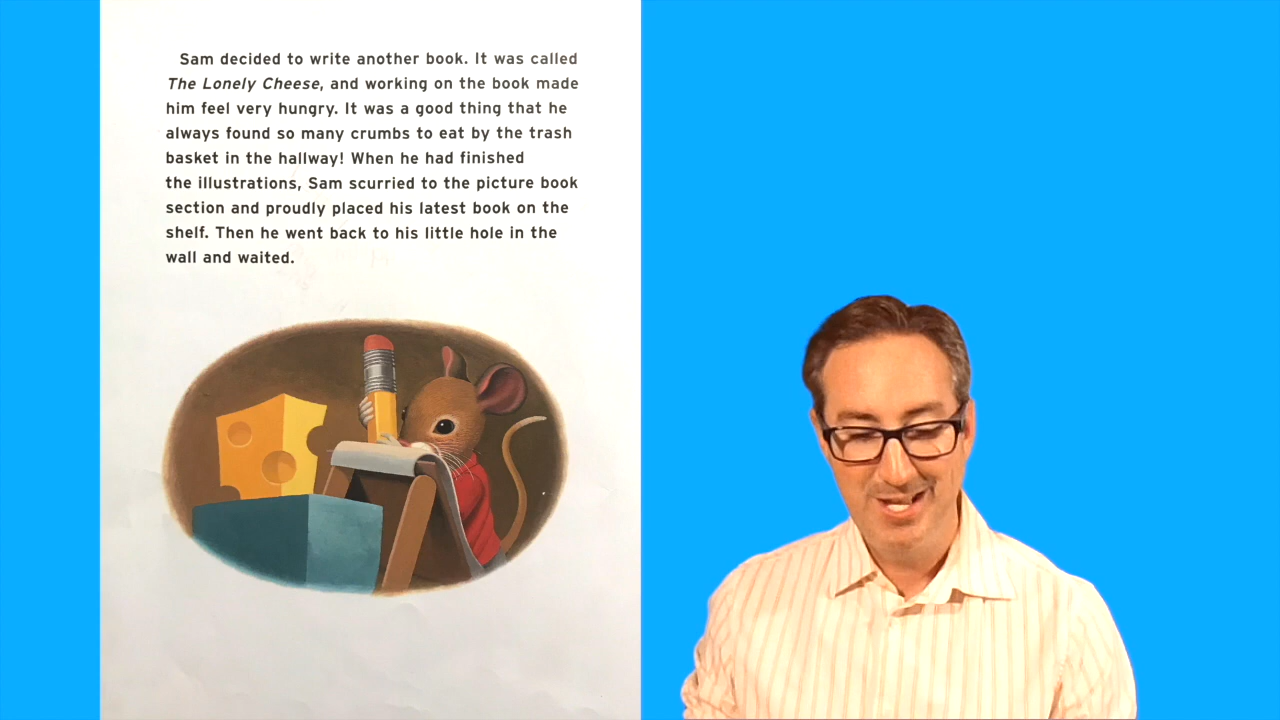 Sam decided to write another book. It was called
The Lonely Cheese, and working on the book made
him feel very hungry. It was a good thing that he
always found so many crumbs to eat by the trash
basket in the hallway! When he had finished
the illustrations, Sam scurried to the picture book
section and proudly placed his latest book on the
shelf. Then he went back to his little hole in the
wall and waited.